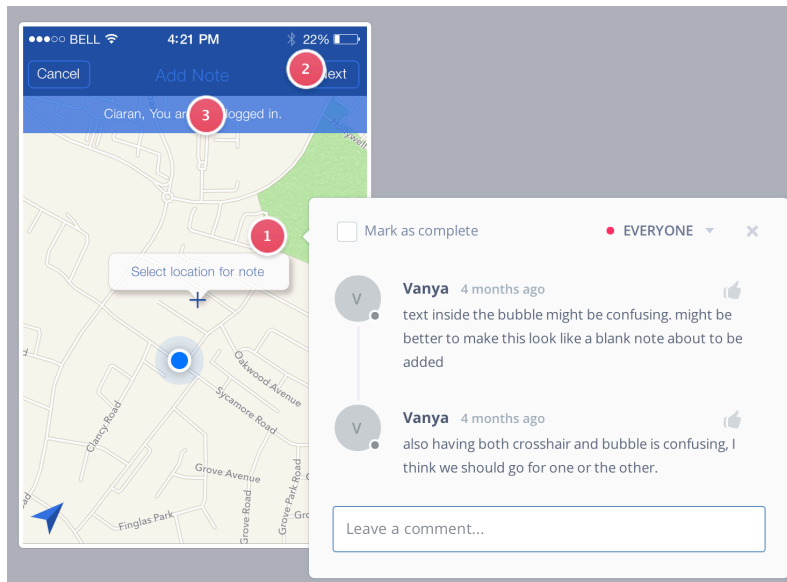 BELL 4:21 PM 22%
Cancel Add Note 2 ext
Ciaran, You ar 3 logged in.
Honeywell
1
Mark as complete EVERYONE
Select location for note
V Vanya 4 months ago
text inside the bubble might be confusing. might be
better to make this look like a blank note about to be
added
Oakwood Avenue
Sycamore Road
Clancy Road
V Vanya 4 months ago
also having both crosshair and bubble is confusing, I
think we should go for one or the other.
Grove Avenue
Grove Road
Grove Park Road
Gro
Finglas Park
Leave a comment...